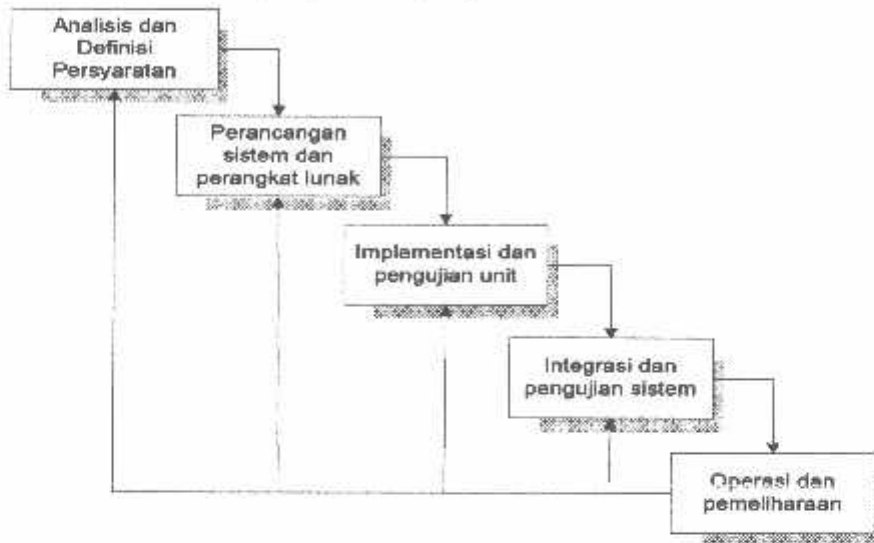 Analisis dan
Definisi
Persyaratan
Perancangan
sistem dan
perangkat lunak
Implementasi dan
pengujian unit
Integrasi dan
pengujian sistem
Operasi dan
pemeliharaan